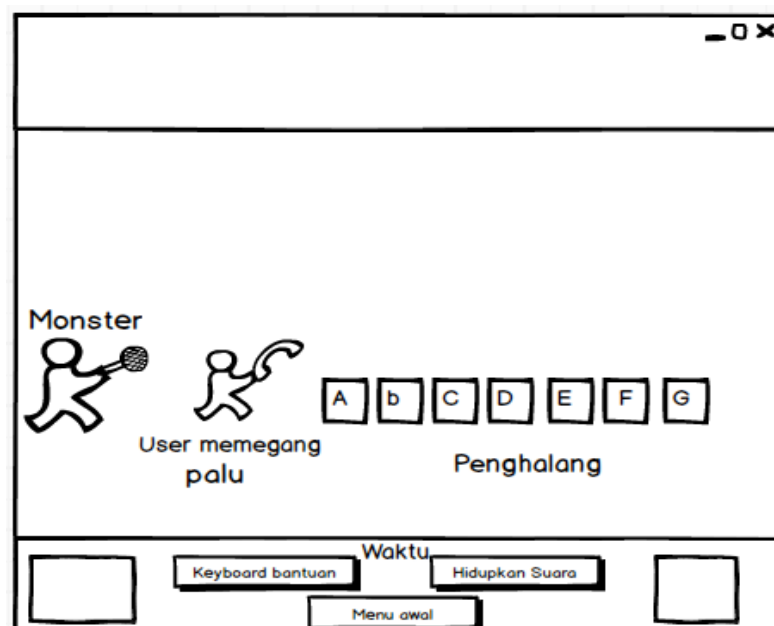 Monster
A b C D E F G
User memegang
palu
Penghalang
Waktu
Keyboard bantuan
Hidupkan Suara
Menu awal